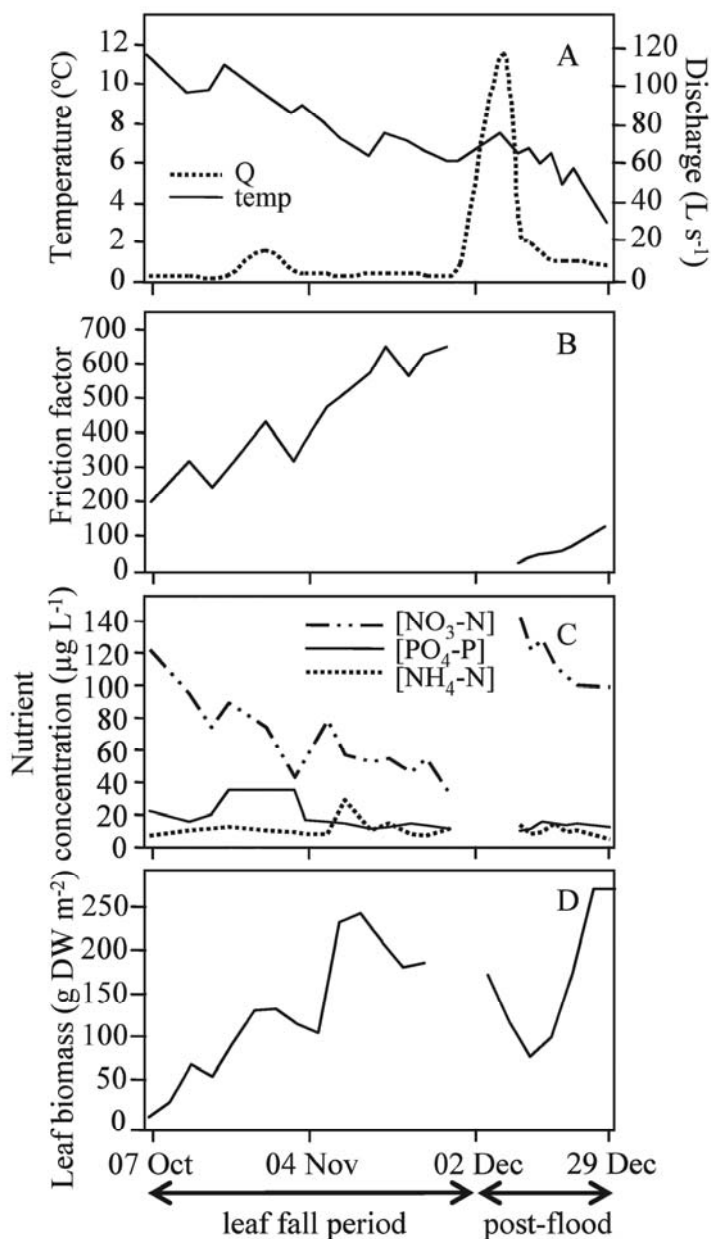 A
Temperature (ºC)
12
10
8
6
4
2
0
Q
temp
120
100
80
60
40
20
0
Discharge
(L s⁻¹)
B
Friction factor
700
600
500
400
300
200
100
0
C
Nutrient
concentration (µg L⁻¹)
140
120
100
80
60
40
20
0
[NO₃-N]
[PO₄-P]
[NH₄-N]
D
Leaf biomass (g DW m⁻²)
250
200
150
100
50
0
07 Oct 04 Nov 02 Dec 29 Dec
leaf fall period post-flood